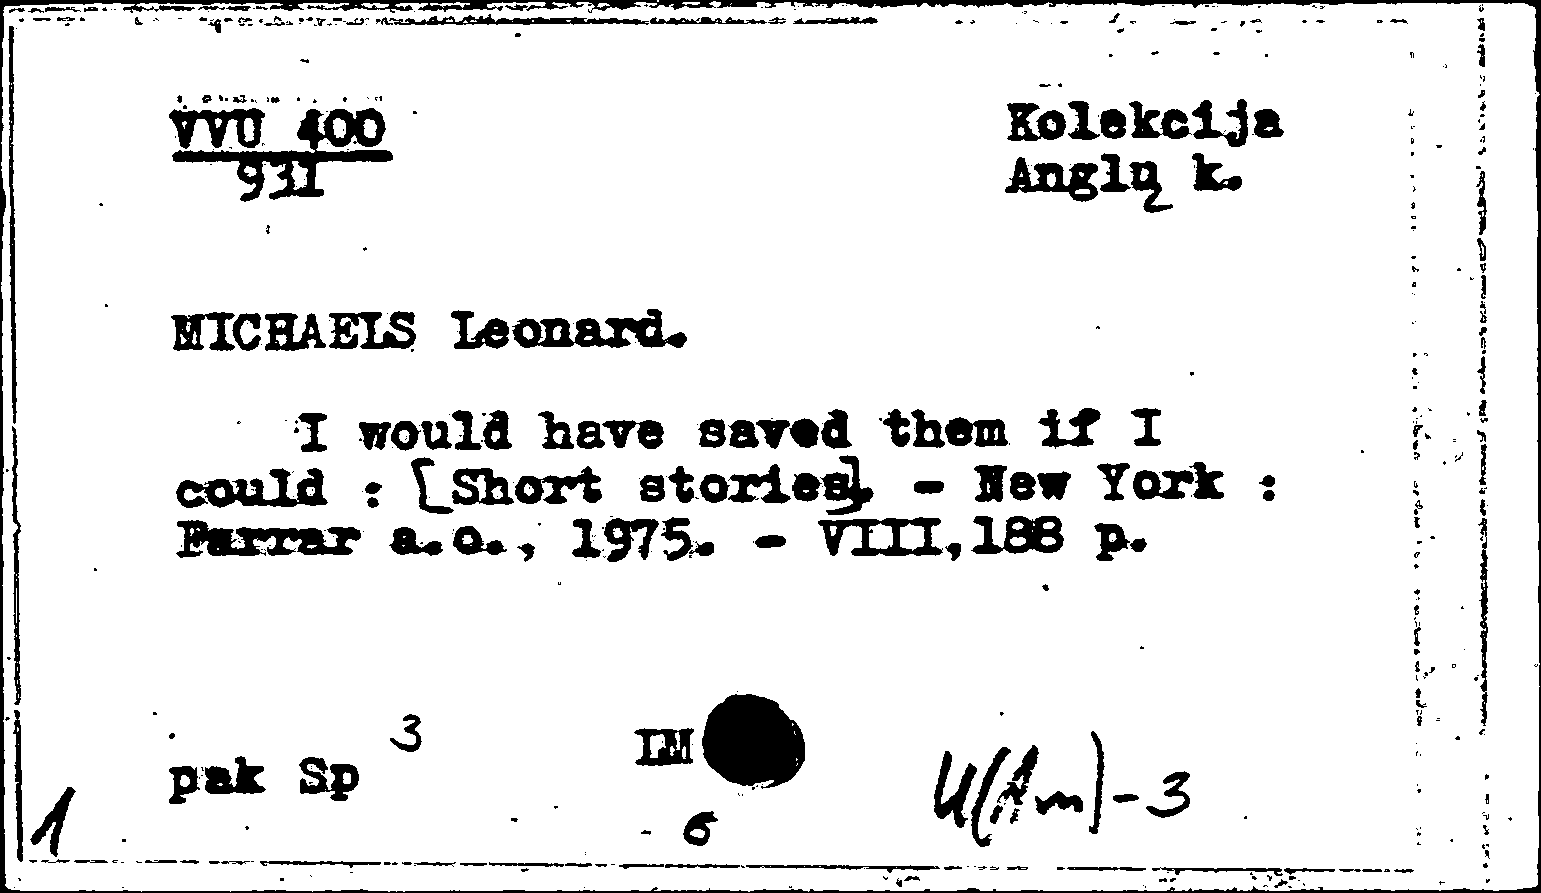 VVU 400
931
Kolekcija
Anglų k.
MICHAELS Leonard.
I would have saved them if I
could : [Short stories]. - New York :
Farrar a.o., 1975. - VIII,188 p.
3
pak Sp
LM
U(Am)-3
1
6